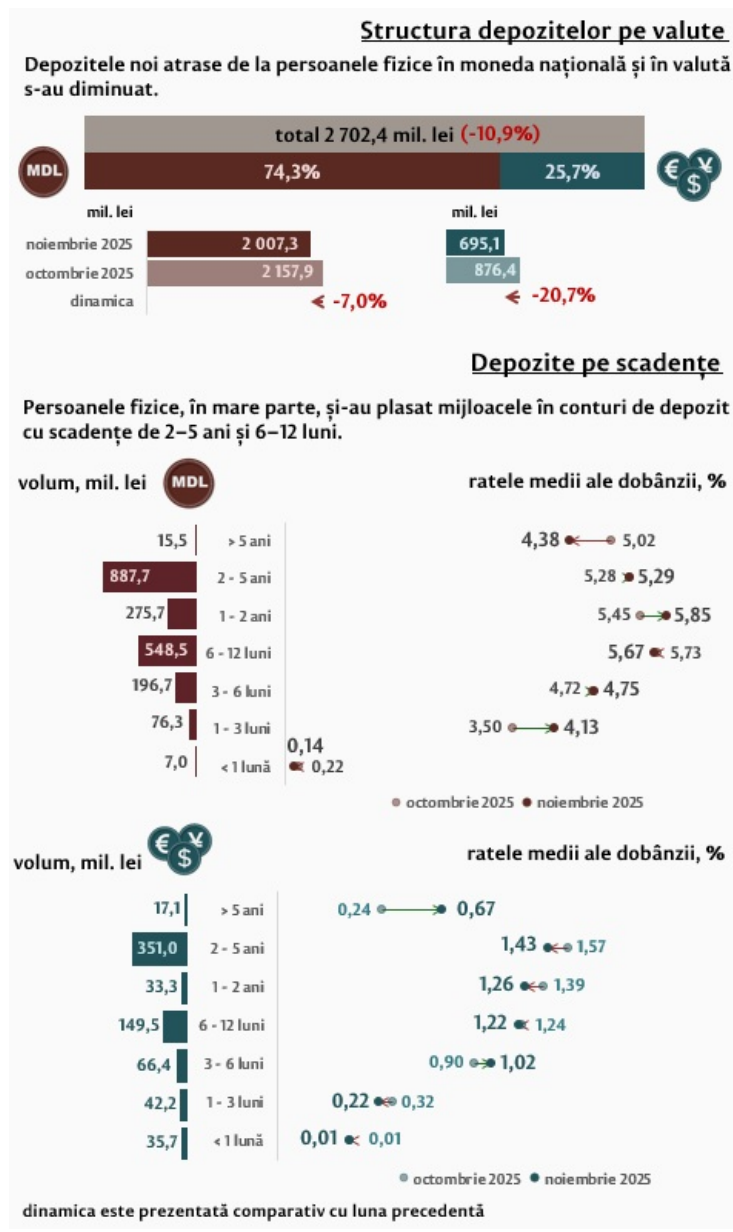 Structura depozitelor pe valute
Depozitele noi atrase de la persoanele fizice în moneda națională și în valută
s-au diminuat.
total 2 702,4 mil. lei (-10,9%)
MDL 74,3% 25,7% € ¥ $
mil. lei mil. lei
noiembrie 2025 2 007,3 695,1
octombrie 2025 2 157,9 876,4
dinamica -7,0% -20,7%
Depozite pe scadențe
Persoanele fizice, în mare parte, și-au plasat mijloacele în conturi de depozit
cu scadențe de 2–5 ani și 6–12 luni.
volum, mil. lei MDL ratele medii ale dobânzii, %
15,5 > 5 ani 4,38 5,02
887,7 2 - 5 ani 5,28 5,29
275,7 1 - 2 ani 5,45 5,85
548,5 6 - 12 luni 5,67 5,73
196,7 3 - 6 luni 4,72 4,75
76,3 1 - 3 luni 3,50 4,13
7,0 < 1 lună 0,14 0,22
octombrie 2025 noiembrie 2025
volum, mil. lei € ¥ $ ratele medii ale dobânzii, %
17,1 > 5 ani 0,24 0,67
351,0 2 - 5 ani 1,43 1,57
33,3 1 - 2 ani 1,26 1,39
149,5 6 - 12 luni 1,22 1,24
66,4 3 - 6 luni 0,90 1,02
42,2 1 - 3 luni 0,22 0,32
35,7 < 1 lună 0,01 0,01
octombrie 2025 noiembrie 2025
dinamica este prezentată comparativ cu luna precedentă